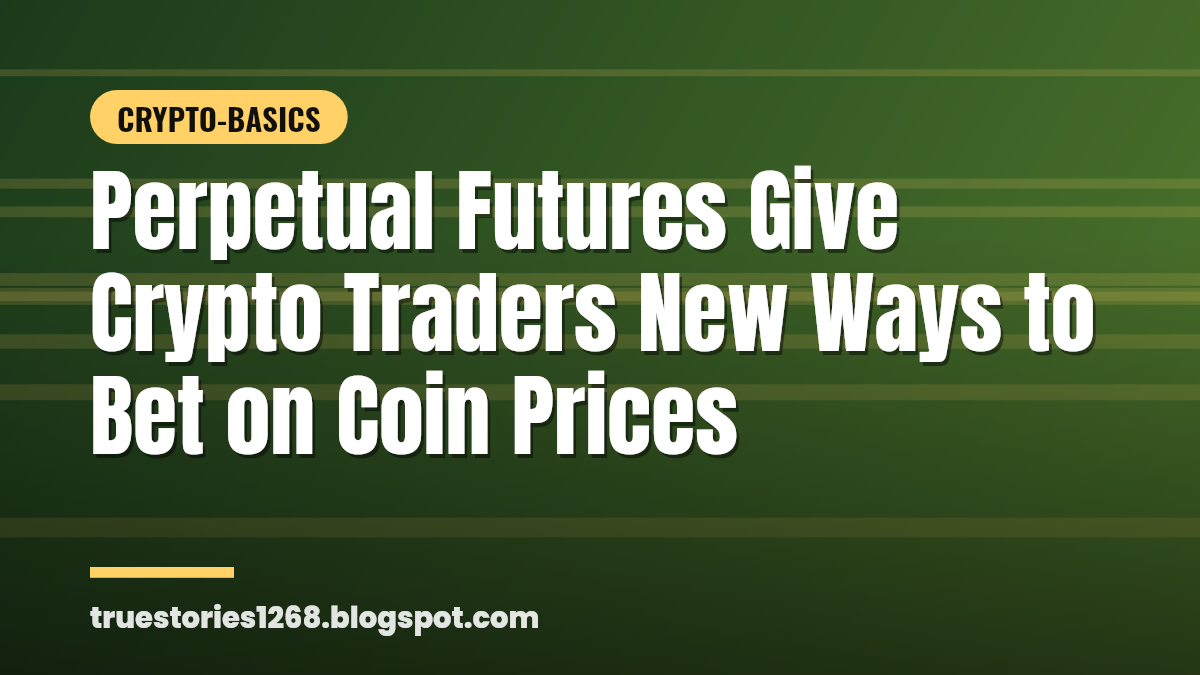 CRYPTO-BASICS
Perpetual Futures Give
Crypto Traders New Ways to
Bet on Coin Prices
truestories1268.blogspot.com